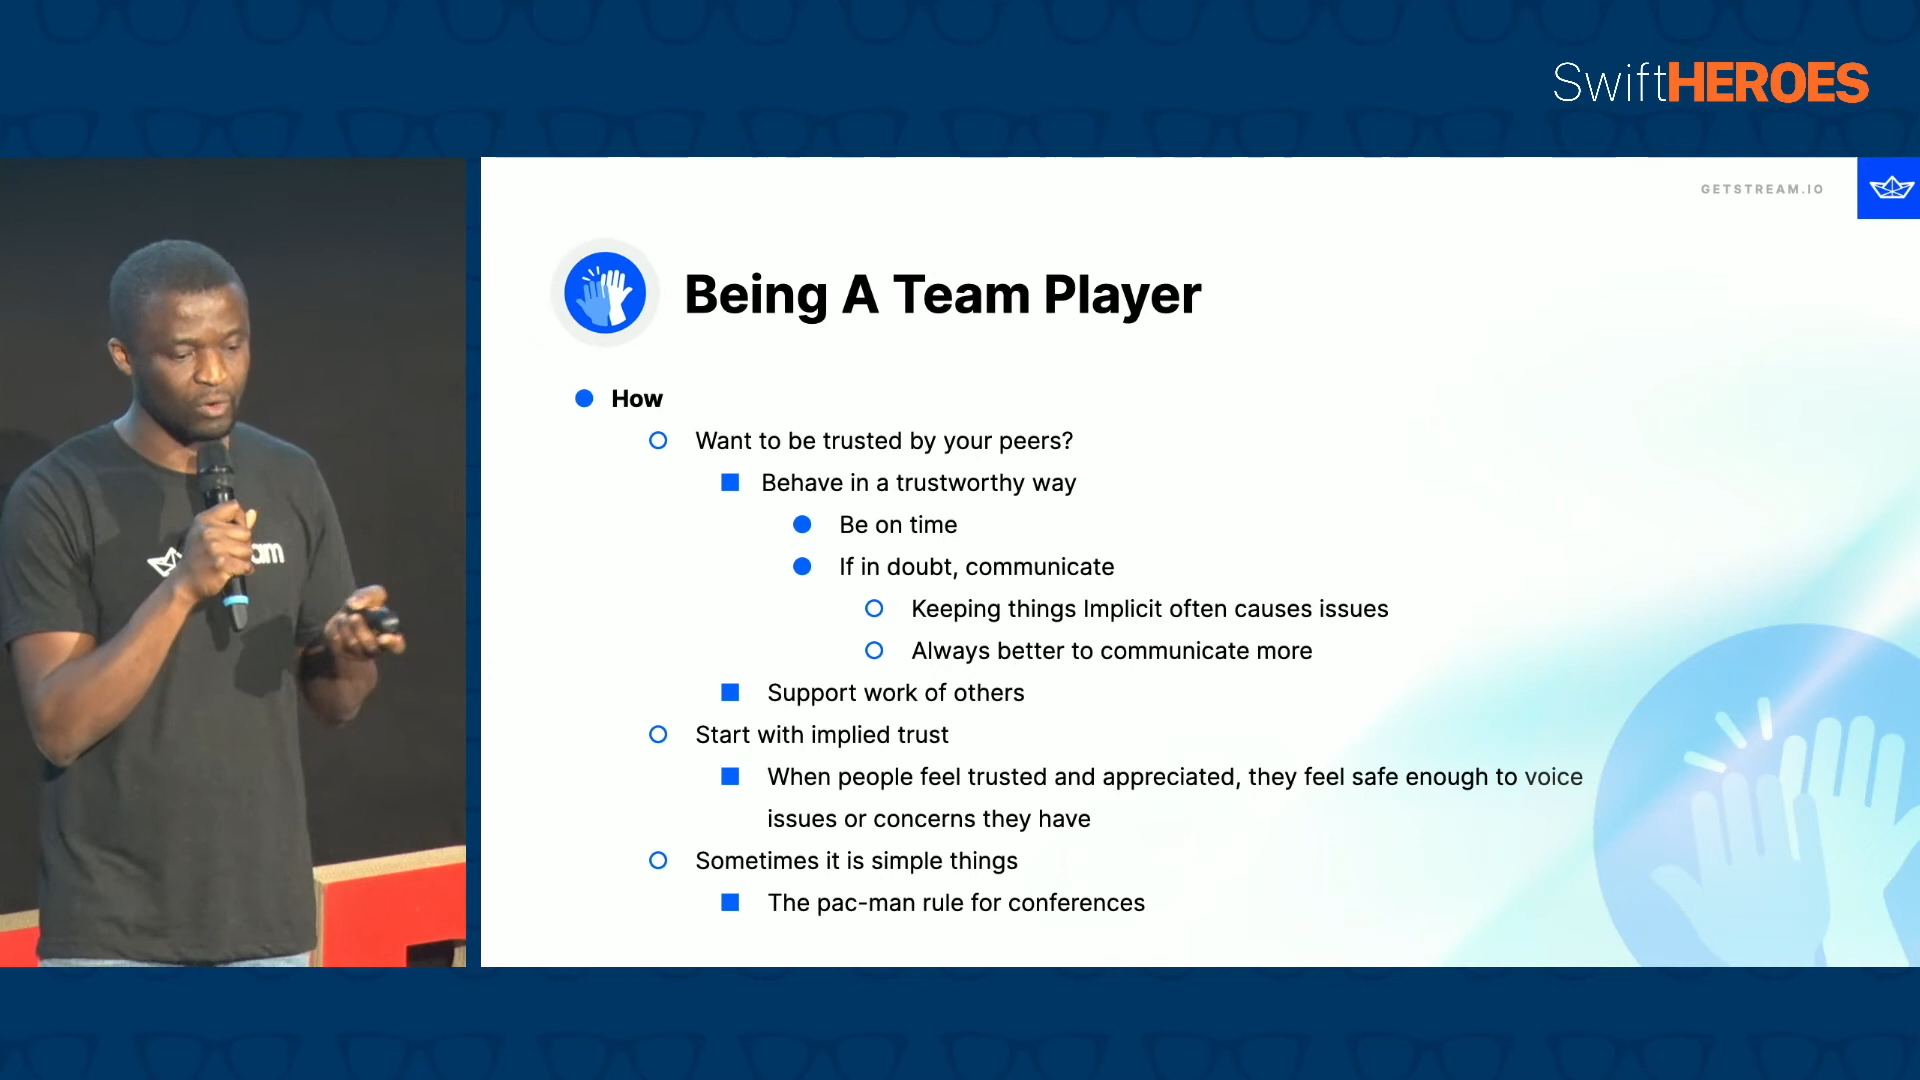 SwiftHEROES
GETSTREAM.IO
Being A Team Player
How
Want to be trusted by your peers?
Behave in a trustworthy way
Be on time
If in doubt, communicate
Keeping things Implicit often causes issues
Always better to communicate more
Support work of others
Start with implied trust
When people feel trusted and appreciated, they feel safe enough to voice
issues or concerns they have
Sometimes it is simple things
The pac-man rule for conferences